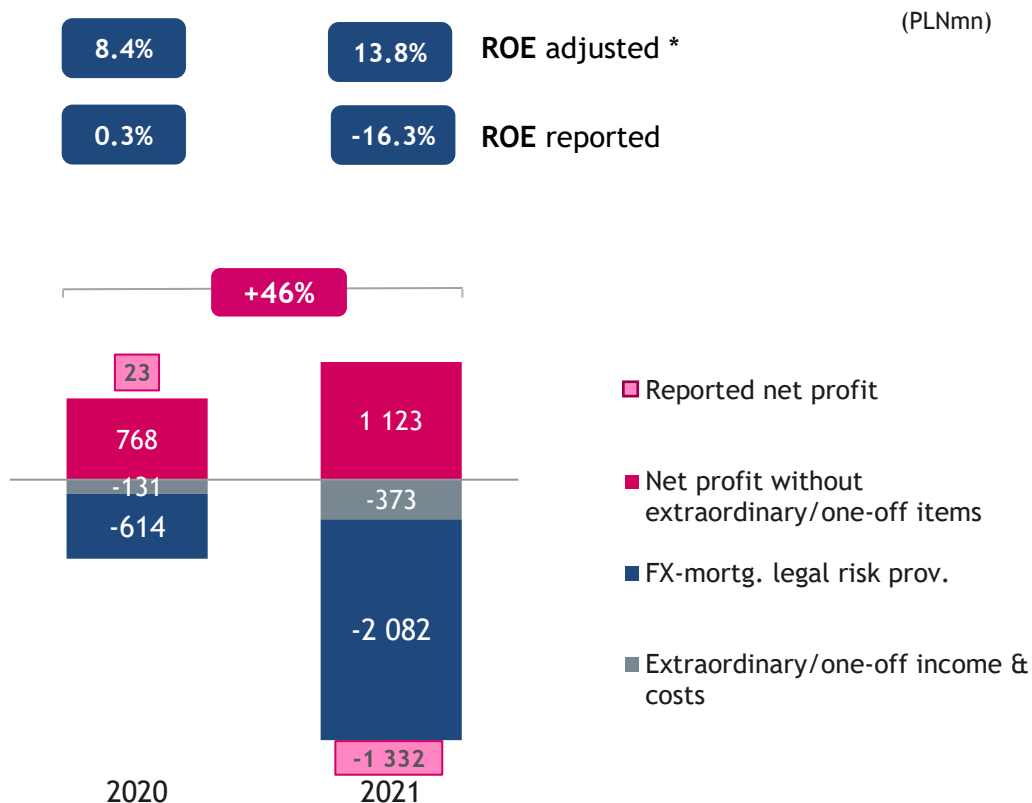 (PLNmn)
8.4%
13.8%
ROE adjusted *
0.3%
-16.3%
ROE reported
+46%
23
768
1 123
-131
-373
-614
-2 082
-1 332
2020
2021
Reported net profit
Net profit without
extraordinary/one-off items
FX-mortg. legal risk prov.
Extraordinary/one-off income &
costs